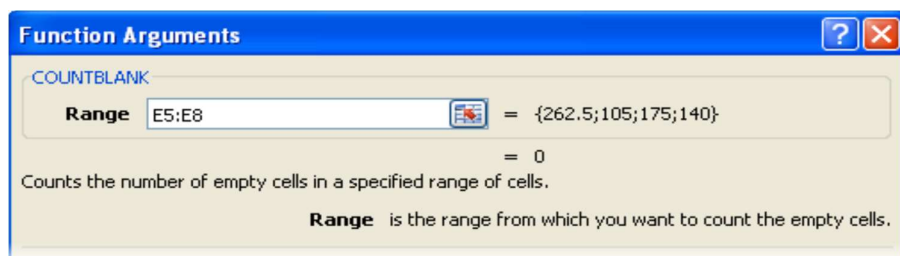 Function Arguments
COUNTBLANK
Range E5:E8 = {262.5;105;175;140}
= 0
Counts the number of empty cells in a specified range of cells.
Range is the range from which you want to count the empty cells.